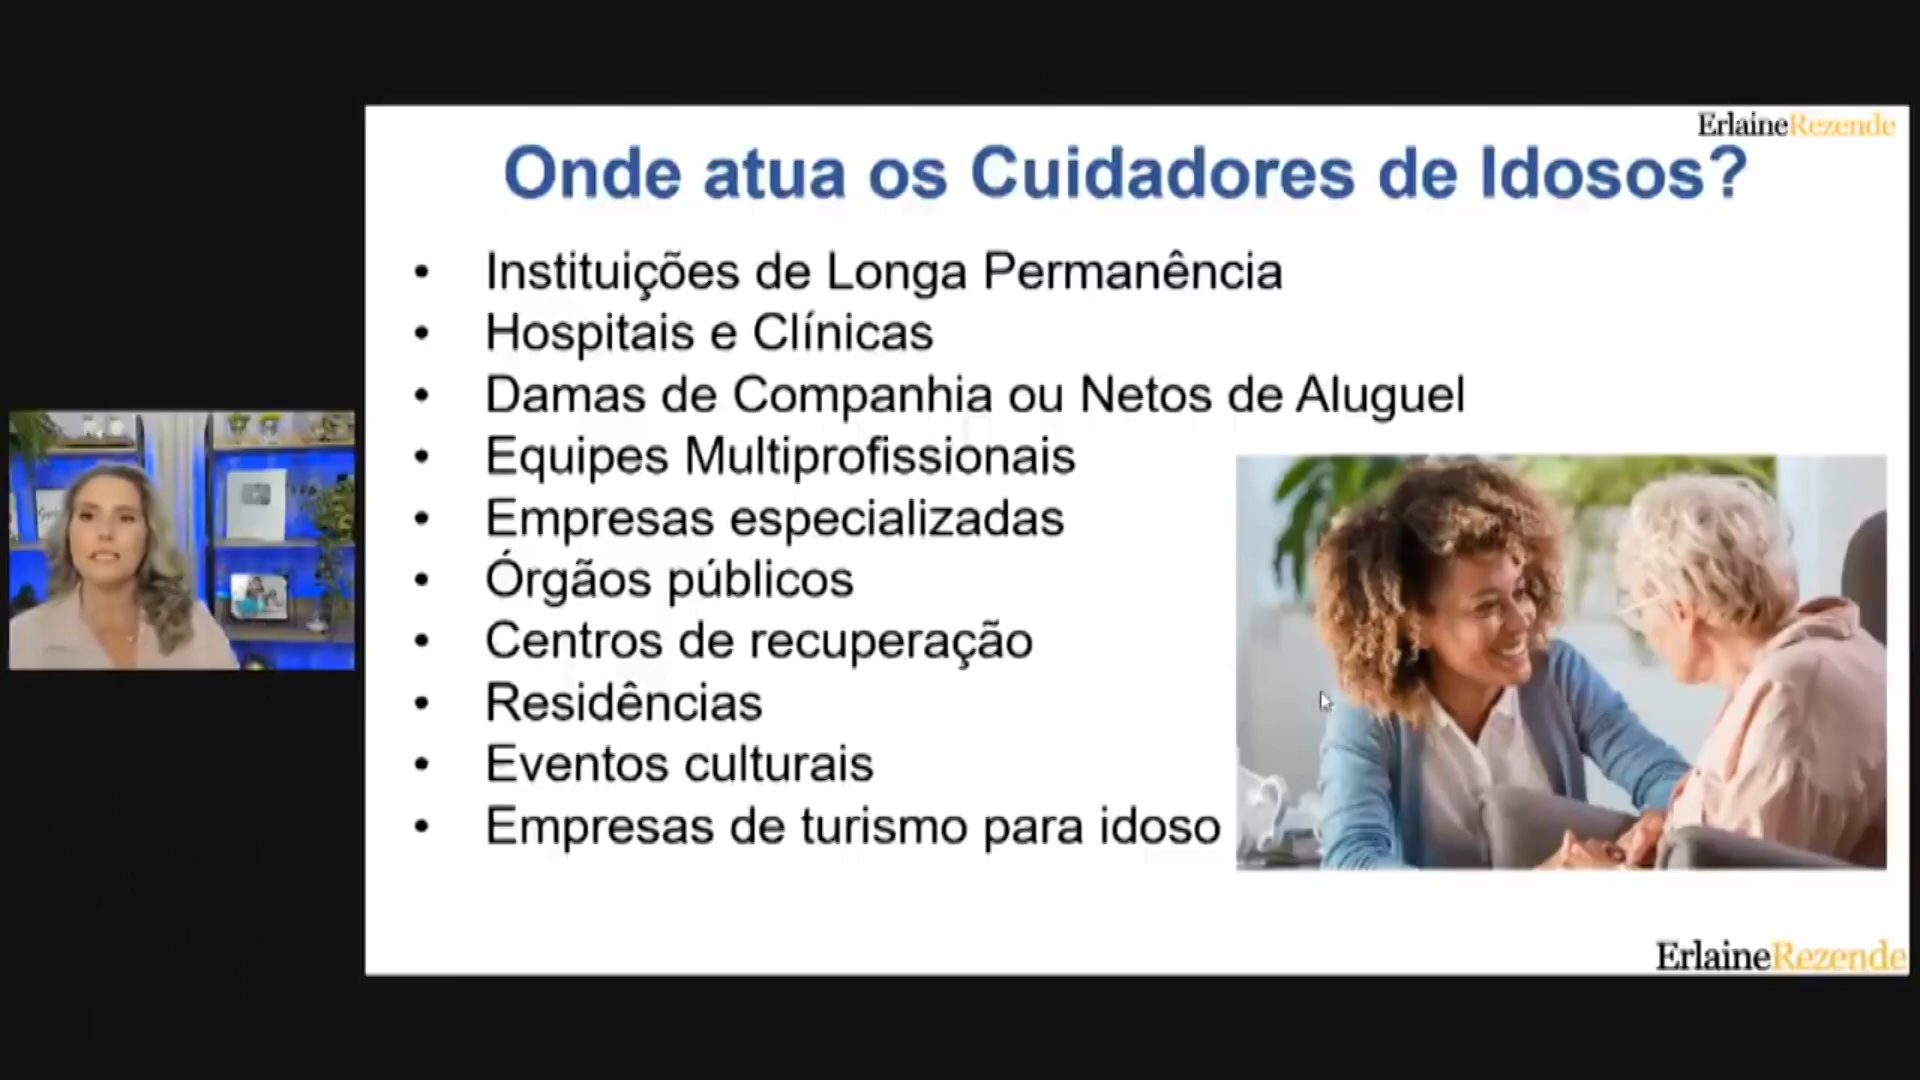 ErlaineRezende
Onde atua os Cuidadores de Idosos?
• Instituições de Longa Permanência
• Hospitais e Clínicas
• Damas de Companhia ou Netos de Aluguel
• Equipes Multiprofissionais
• Empresas especializadas
• Órgãos públicos
• Centros de recuperação
• Residências
• Eventos culturais
• Empresas de turismo para idoso
ErlaineRezende